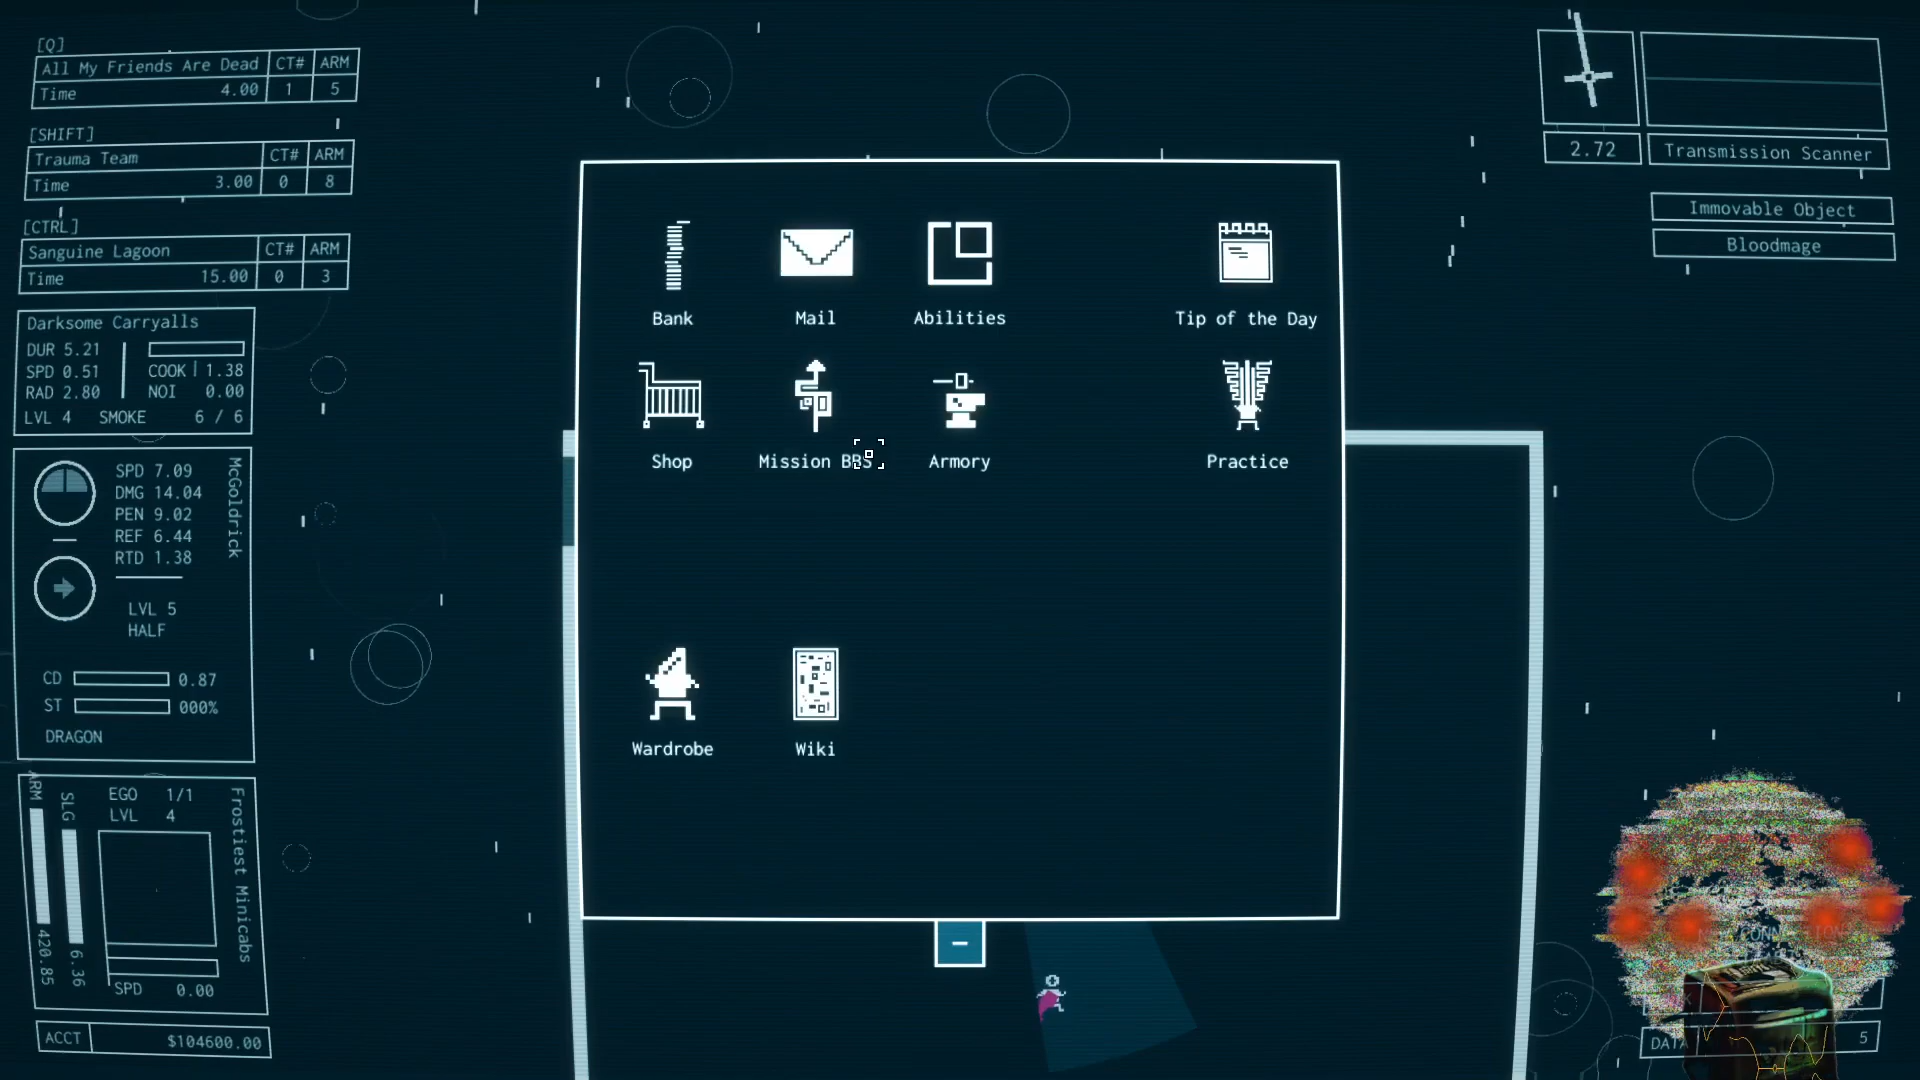 [Q]
All My Friends Are Dead CT# ARM
Time 4.00 1 5
[SHIFT]
Trauma Team CT# ARM
Time 3.00 0 8
[CTRL]
Sanguine Lagoon CT# ARM
Time 15.00 0 3
Darksome Carryalls
DUR 5.21
SPD 0.51 COOK 1.38
RAD 2.80 NOI 0.00
LVL 4 SMOKE 6 / 6
McGoldrick
SPD 7.09
DMG 14.04
PEN 9.02
REF 6.44
RTD 1.38
LVL 5
HALF
CD 0.87
ST 000%
DRAGON
ARM 420.85
SLG 6.36
EGO 1/1
LVL 4
Frostiest Minicabs
SPD 0.00
ACCT $104600.00
Bank
Mail
Abilities
Tip of the Day
Shop
Mission BBS
Armory
Practice
Wardrobe
Wiki
–
2.72 Transmission Scanner
Immovable Object
Bloodmage
DATA 5